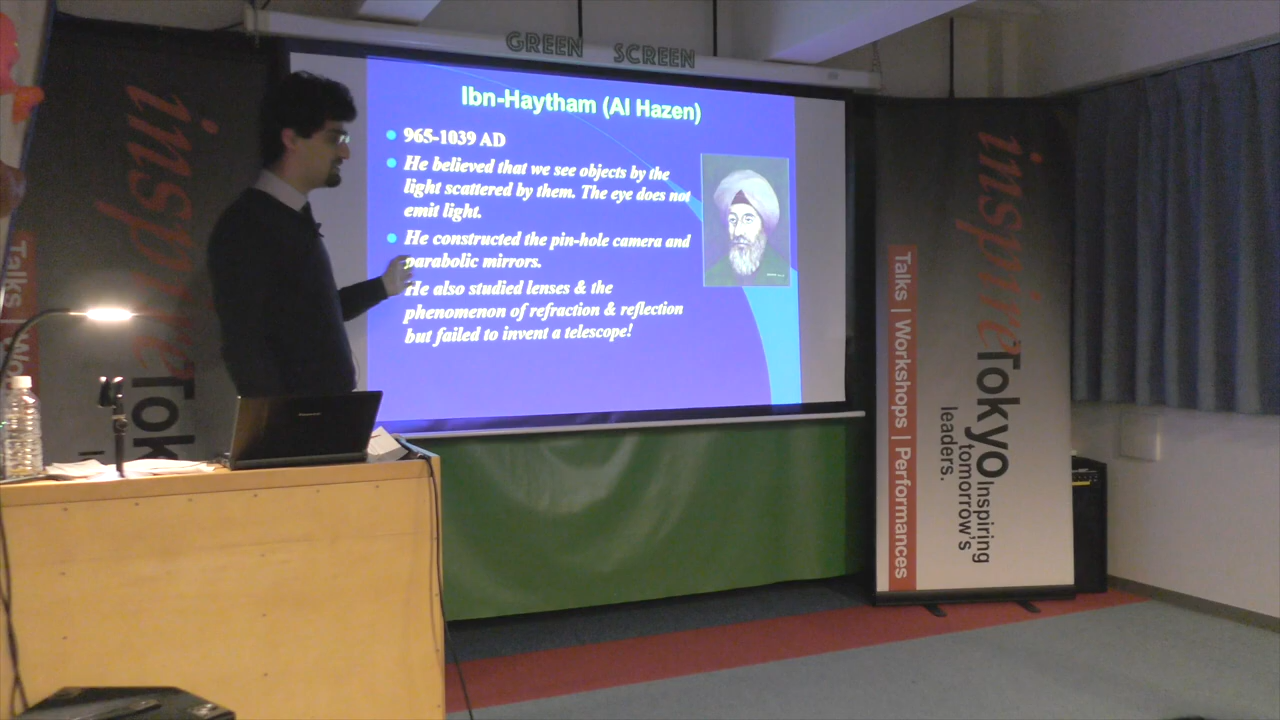 GREEN SCREEN
Ibn-Haytham (Al Hazen)
965-1039 AD
He believed that we see objects by the
light scattered by them. The eye does not
emit light.
He constructed the pin-hole camera and
parabolic mirrors.
He also studied lenses & the
phenomenon of refraction & reflection
but failed to invent a telescope!
inspire
Tok
Talks | Wo
inspire
Tokyo
Inspiring
tomorrow's
leaders.
Talks | Workshops | Performances